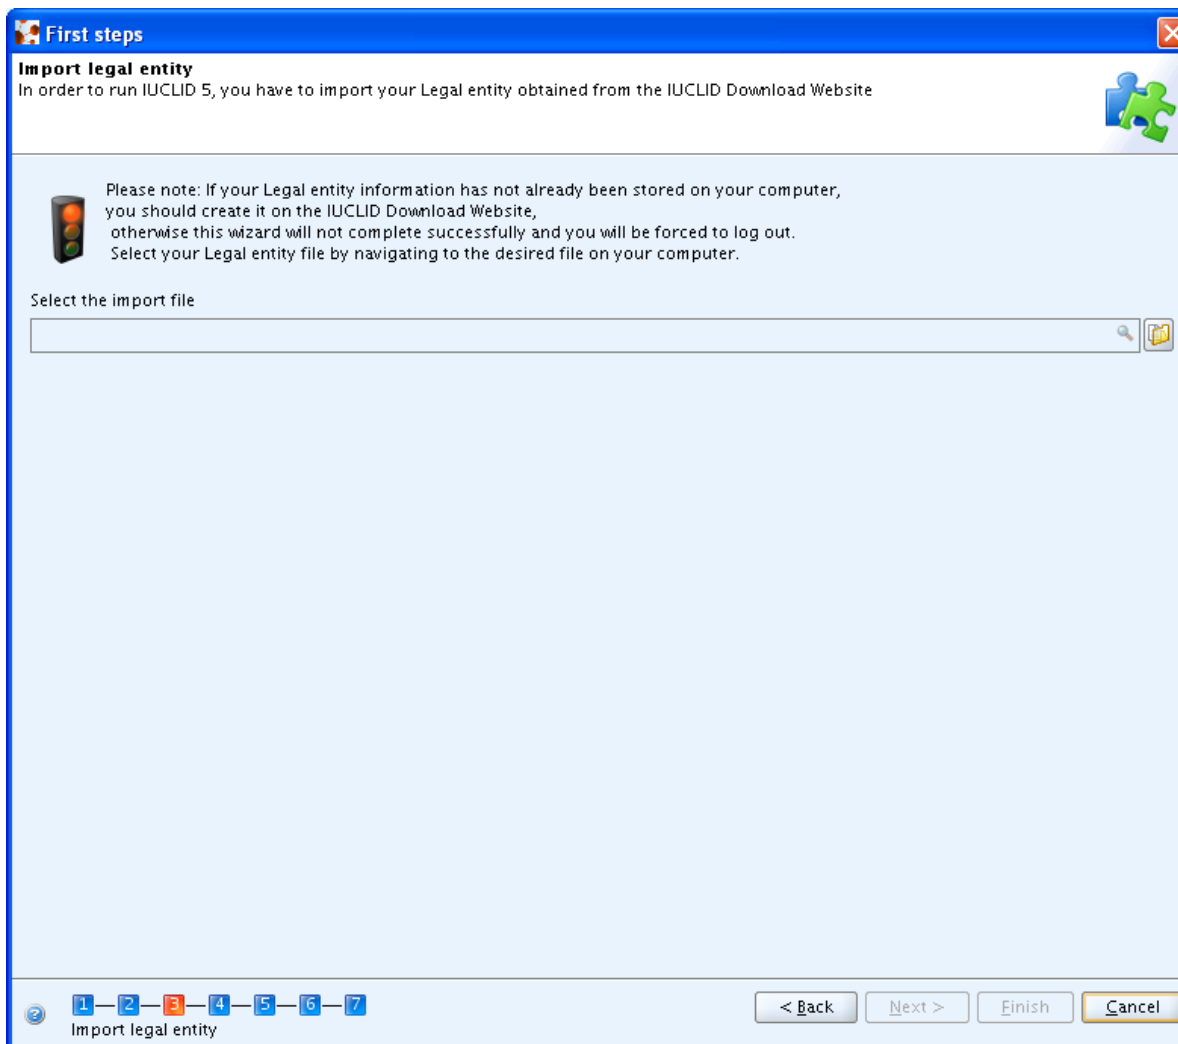 First steps
Import legal entity
In order to run IUCLID 5, you have to import your Legal entity obtained from the IUCLID Download Website
Please note: If your Legal entity information has not already been stored on your computer,
you should create it on the IUCLID Download Website,
otherwise this wizard will not complete successfully and you will be forced to log out.
Select your Legal entity file by navigating to the desired file on your computer.
Select the import file
1 2 3 4 5 6 7
Import legal entity
< Back Next > Finish Cancel